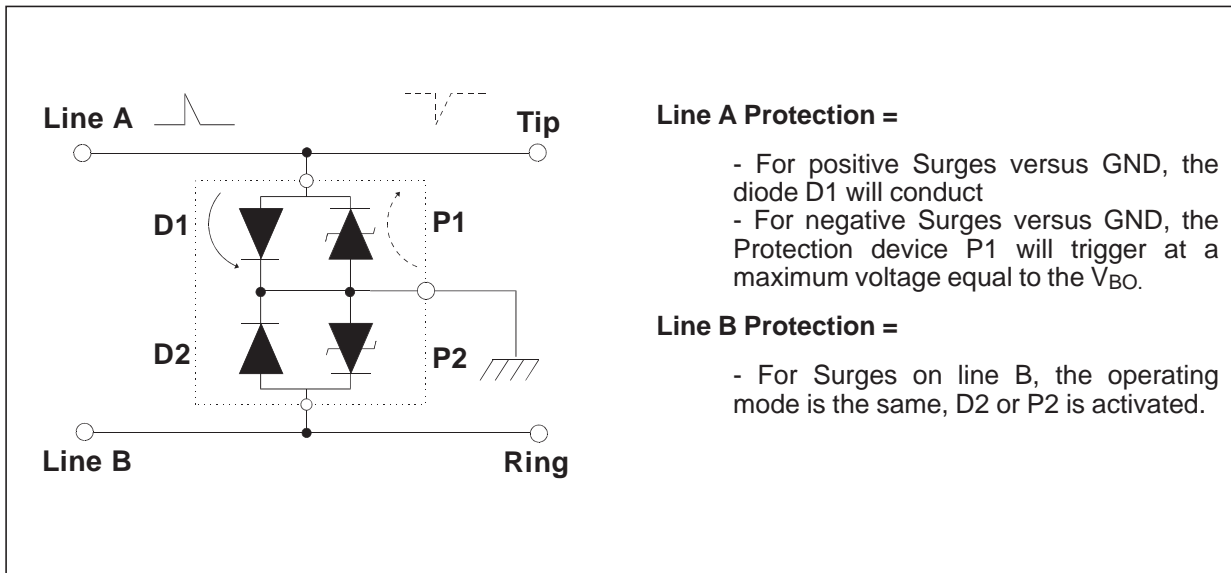 Line A
Tip
D1
P1
D2
P2
Line B
Ring
Line A Protection =
- For positive Surges versus GND, the
diode D1 will conduct
- For negative Surges versus GND, the
Protection device P1 will trigger at a
maximum voltage equal to the VBO.
Line B Protection =
- For Surges on line B, the operating
mode is the same, D2 or P2 is activated.